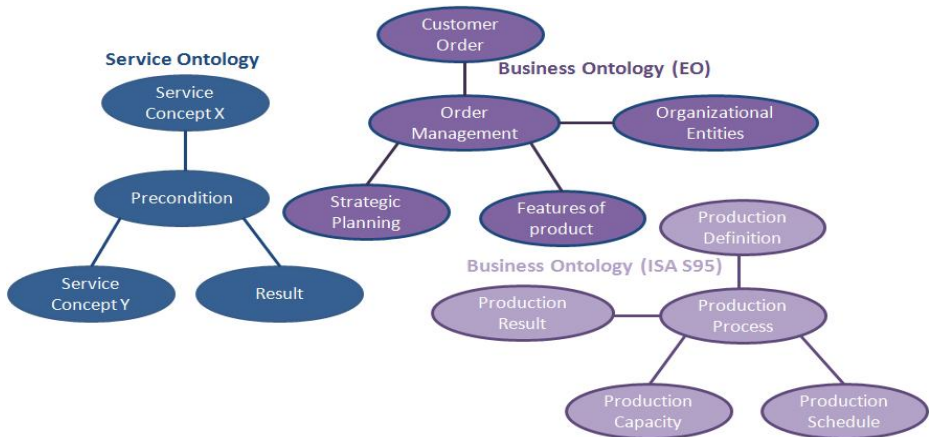 Service Ontology
Service
Concept X
Precondition
Service
Concept Y
Result
Customer
Order
Business Ontology (EO)
Order
Management
Organizational
Entities
Strategic
Planning
Features of
product
Business Ontology (ISA S95)
Production
Definition
Production
Result
Production
Process
Production
Capacity
Production
Schedule